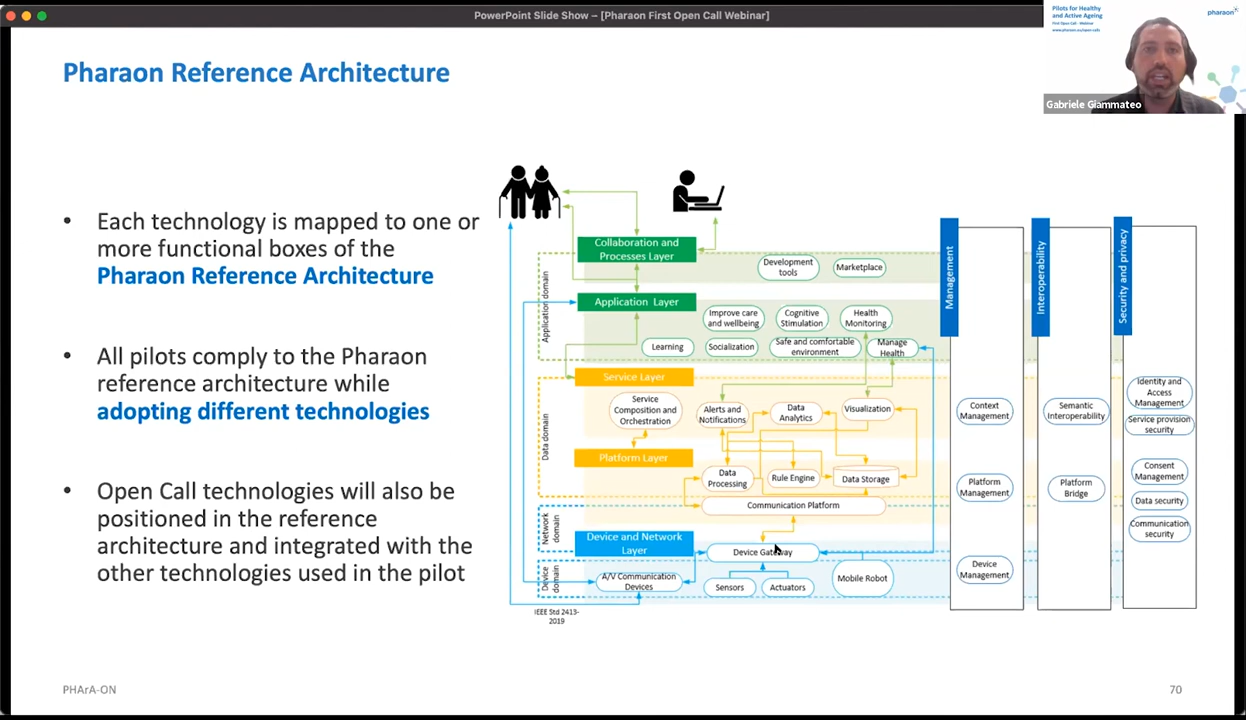 PowerPoint Slide Show – [Pharaon First Open Call Webinar]
Pilots for Healthy
and Active Ageing
First Open Call - Webinar
www.pharaon.eu/open-calls
pharaon
Gabriele Giammateo
Pharaon Reference Architecture
• Each technology is mapped to one or
more functional boxes of the
Pharaon Reference Architecture
• All pilots comply to the Pharaon
reference architecture while
adopting different technologies
• Open Call technologies will also be
positioned in the reference
architecture and integrated with the
other technologies used in the pilot
Collaboration and
Processes Layer
Development
tools
Marketplace
Application domain
Application Layer
Improve care
and wellbeing
Cognitive
Stimulation
Health
Monitoring
Learning
Socialization
Safe and comfortable
environment
Manage
Health
Service Layer
Data domain
Service
Composition and
Orchestration
Alerts and
Notifications
Data
Analytics
Visualization
Platform Layer
Data
Processing
Rule Engine
Data Storage
Communication Platform
Network
domain
Device and Network
Layer
Device Gateway
Device
domain
A/V Communication
Devices
Sensors
Actuators
Mobile Robot
IEEE Std 2413-
2019
Management
Context
Management
Platform
Management
Device
Management
Interoperability
Semantic
Interoperability
Platform
Bridge
Security and privacy
Identity and
Access
Management
Service provision
security
Consent
Management
Data security
Communication
security
PHArA-ON
70